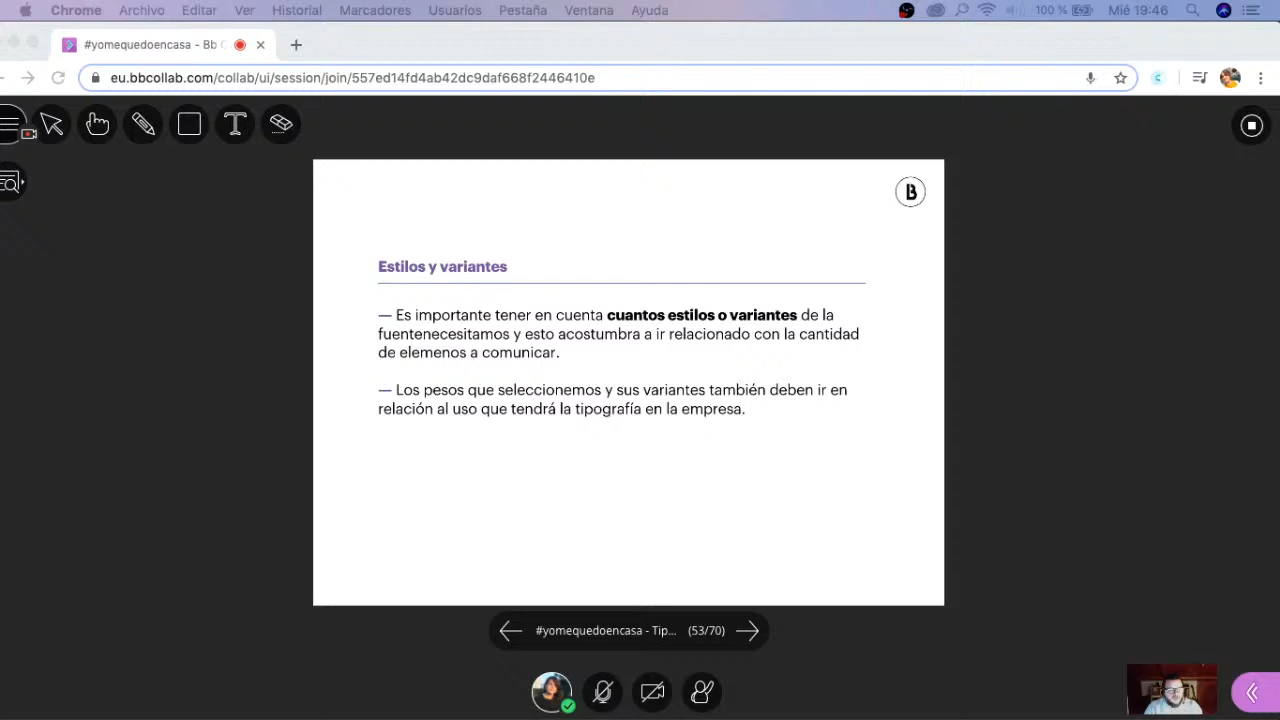 Chrome Archivo Editar Ver Historial Marcadores Usuarios Pestaña Ventana Ayuda 100 % Mié 19:46
#yomequedoencasa - Bb
eu.bbcollab.com/collab/ui/session/join/557ed14fd4ab42dc9daf668f2446410e
T
B
Estilos y variantes
— Es importante tener en cuenta cuantos estilos o variantes de la
fuentenecesitamos y esto acostumbra a ir relacionado con la cantidad
de elemenos a comunicar.
— Los pesos que seleccionemos y sus variantes también deben ir en
relación al uso que tendrá la tipografía en la empresa.
#yomequedoencasa - Tip... (53/70)